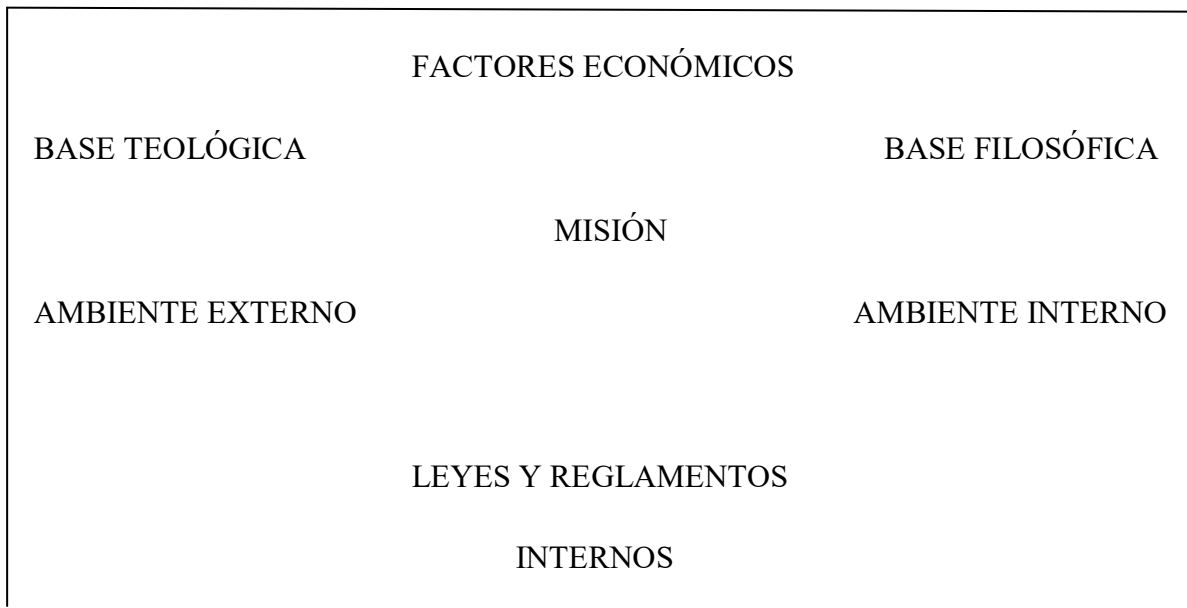 FACTORES ECONÓMICOS
BASE TEOLÓGICA BASE FILOSÓFICA
MISIÓN
AMBIENTE EXTERNO AMBIENTE INTERNO
LEYES Y REGLAMENTOS
INTERNOS